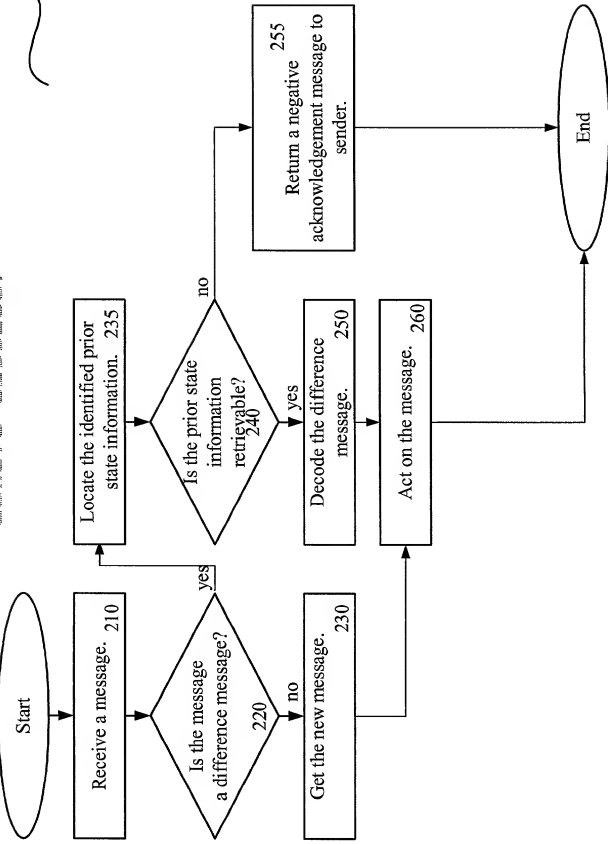 Start
Receive a message. 210
Is the message
a difference message?
220
yes
no
Get the new message.
230
Locate the identified prior
state information. 235
Is the prior state
information
retrievable?
240
no
yes
Decode the difference
message. 250
Act on the message.
260
255
Return a negative
acknowledgement message to
sender.
End